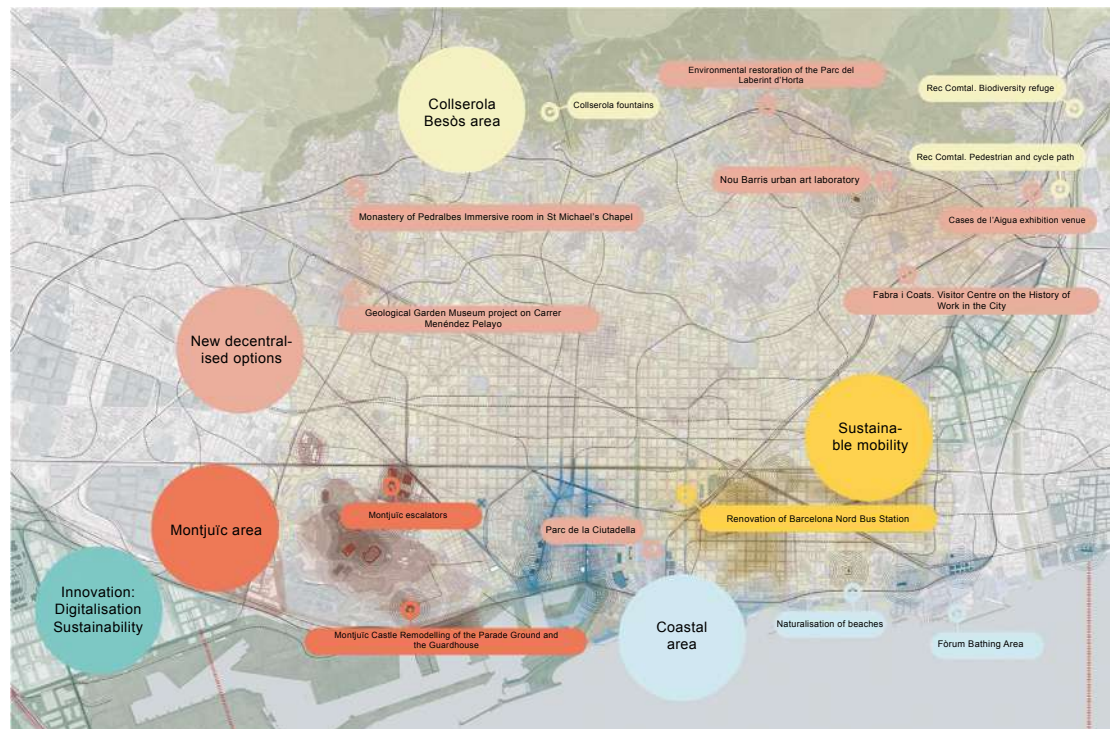 Environmental restoration of the Parc del
Laberint d'Horta
Collserola
Besòs area
Collserola fountains
Rec Comtal. Biodiversity refuge
Rec Comtal. Pedestrian and cycle path
Nou Barris urban art laboratory
Monastery of Pedralbes Immersive room in St Michael's Chapel
Cases de l'Aigua exhibition venue
Fabra i Coats. Visitor Centre on the History of
Work in the City
Geological Garden Museum project on Carrer
Menéndez Pelayo
New decentral-
ised options
Sustaina-
ble mobility
Montjuïc area
Montjuïc escalators
Renovation of Barcelona Nord Bus Station
Parc de la Ciutadella
Innovation:
Digitalisation
Sustainability
Montjuïc Castle Remodelling of the Parade Ground and
the Guardhouse
Coastal
area
Naturalisation of beaches
Fòrum Bathing Area